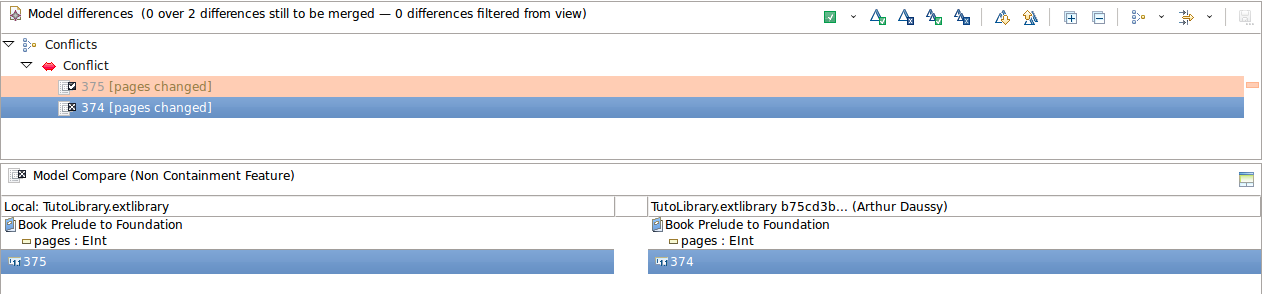 Model differences (0 over 2 differences still to be merged — 0 differences filtered from view)
Conflicts
Conflict
375 [pages changed]
374 [pages changed]
Model Compare (Non Containment Feature)
Local: TutoLibrary.extlibrary
TutoLibrary.extlibrary b75cd3b... (Arthur Daussy)
Book Prelude to Foundation
Book Prelude to Foundation
pages : EInt
pages : EInt
375
374